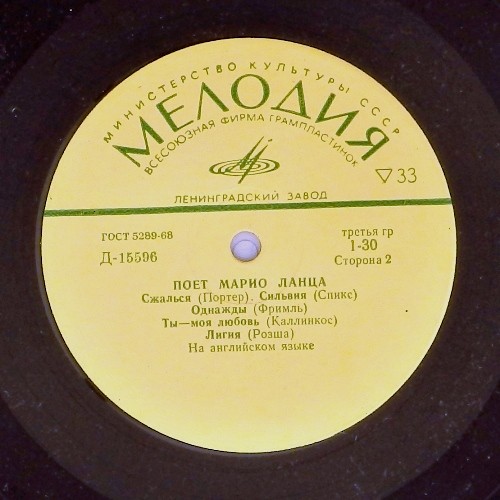 МИНИСТЕРСТВО КУЛЬТУРЫ СССР
МЕЛОДИЯ
ВСЕСОЮЗНАЯ ФИРМА ГРАМПЛАСТИНОК
▽ 33
ЛЕНИНГРАДСКИЙ ЗАВОД
ГОСТ 5289-68
третья гр
Д-15596
1-30
Сторона 2
ПОЕТ МАРИО ЛАНЦА
Сжалься (Портер). Сильвия (Спикс)
Однажды (Фримль)
Ты—моя любовь (Каллинкос)
Лигия (Розша)
На английском языке